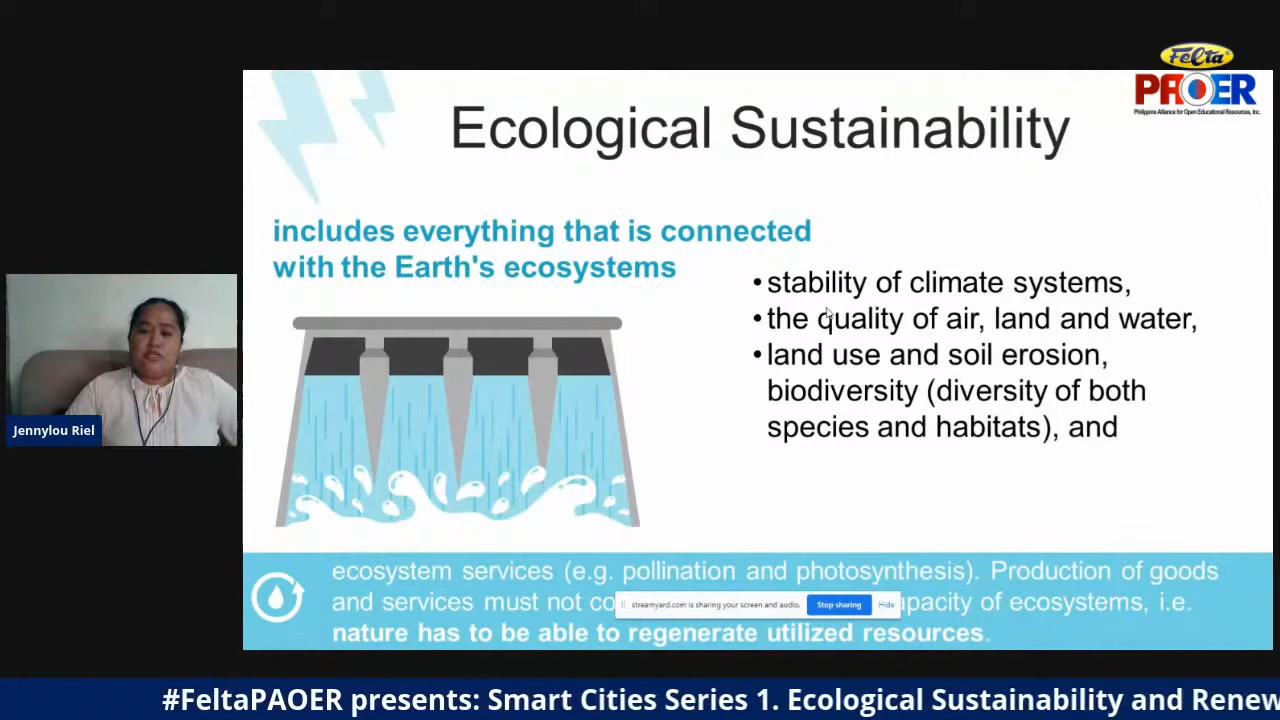 Felta
PAOER
Philippine Alliance for Open Educational Resources, Inc.
Ecological Sustainability
includes everything that is connected
with the Earth's ecosystems
•stability of climate systems,
•the quality of air, land and water,
•land use and soil erosion,
biodiversity (diversity of both
species and habitats), and
Jennylou Riel
ecosystem services (e.g. pollination and photosynthesis). Production of goods
and services must not co apacity of ecosystems, i.e.
streamyard.com is sharing your screen and audio. Stop sharing Hide
nature has to be able to regenerate utilized resources.
#FeltaPAOER presents: Smart Cities Series 1. Ecological Sustainability and Renew